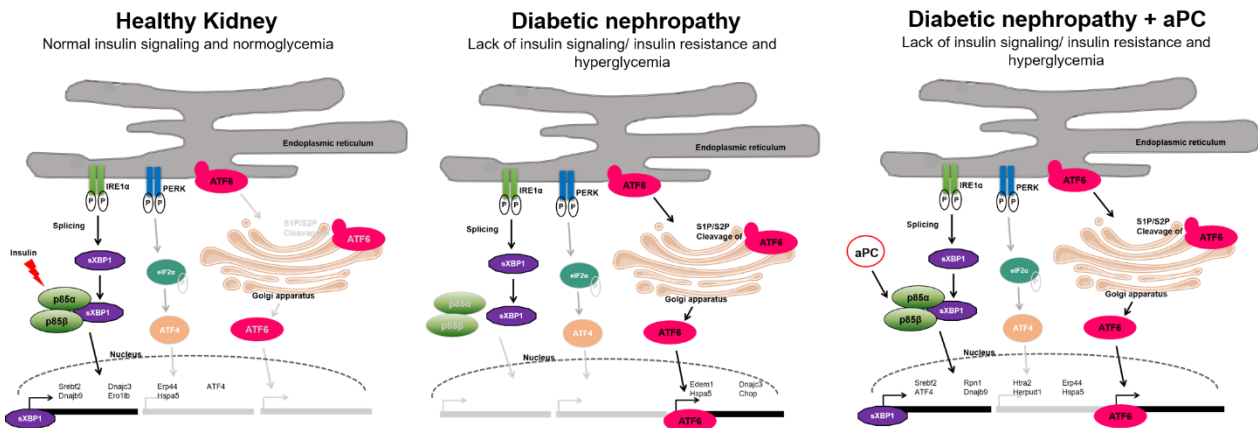 Healthy Kidney
Normal insulin signaling and normoglycemia
Endoplasmic reticulum
IRE1α
PERK
ATF6
P P
P P
Splicing
S1P/S2P
Cleavage of
ATF6
sXBP1
Insulin
eIF2α
p85α
p85β
sXBP1
Golgi apparatus
ATF4
ATF6
Nucleus
Srebf2 Dnajc3 Erp44 ATF4
Dnajb9 Ero1lb Hspa5
sXBP1
Diabetic nephropathy
Lack of insulin signaling/ insulin resistance and
hyperglycemia
Endoplasmic reticulum
IRE1α
PERK
ATF6
P P
P P
Splicing
S1P/S2P
Cleavage of
ATF6
sXBP1
eIF2α
p85α
p85β
sXBP1
Golgi apparatus
ATF4
ATF6
Nucleus
Edem1 Dnajc3
Hspa5 Chop
ATF6
Diabetic nephropathy + aPC
Lack of insulin signaling/ insulin resistance and
hyperglycemia
Endoplasmic reticulum
IRE1α
PERK
ATF6
P P
P P
Splicing
S1P/S2P
Cleavage of
ATF6
aPC
sXBP1
eIF2α
p85α
p85β
sXBP1
Golgi apparatus
ATF4
ATF6
Nucleus
Srebf2 Rpn1 Htra2 Erp44
ATF4 Dnajb9 Herpud1 Hspa5
sXBP1
ATF6